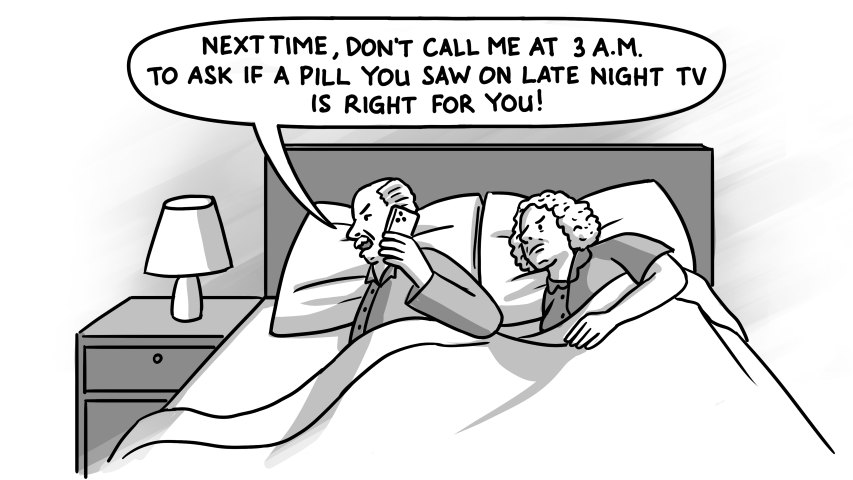 NEXT TIME, DON'T CALL ME AT 3 A.M.
TO ASK IF A PILL YOU SAW ON LATE NIGHT TV
IS RIGHT FOR YOU!